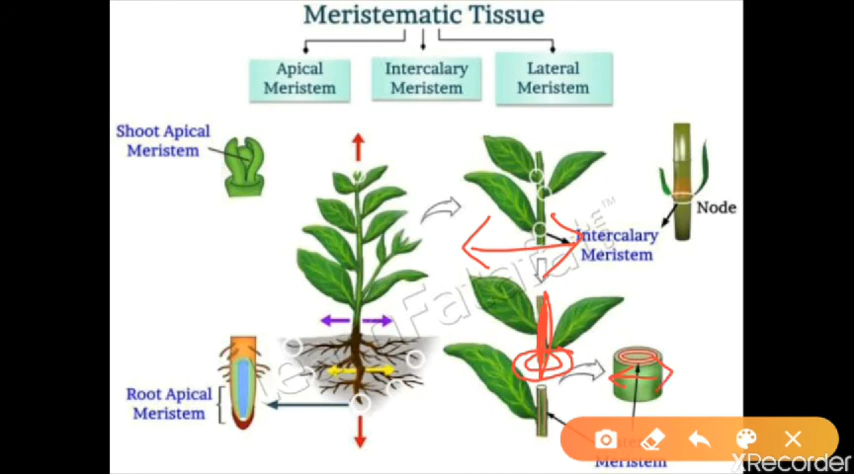 Meristematic Tissue
Apical
Meristem
Intercalary
Meristem
Lateral
Meristem
Shoot Apical
Meristem
Node
Intercalary
Meristem
Root Apical
Meristem
Meristem
XRecorder